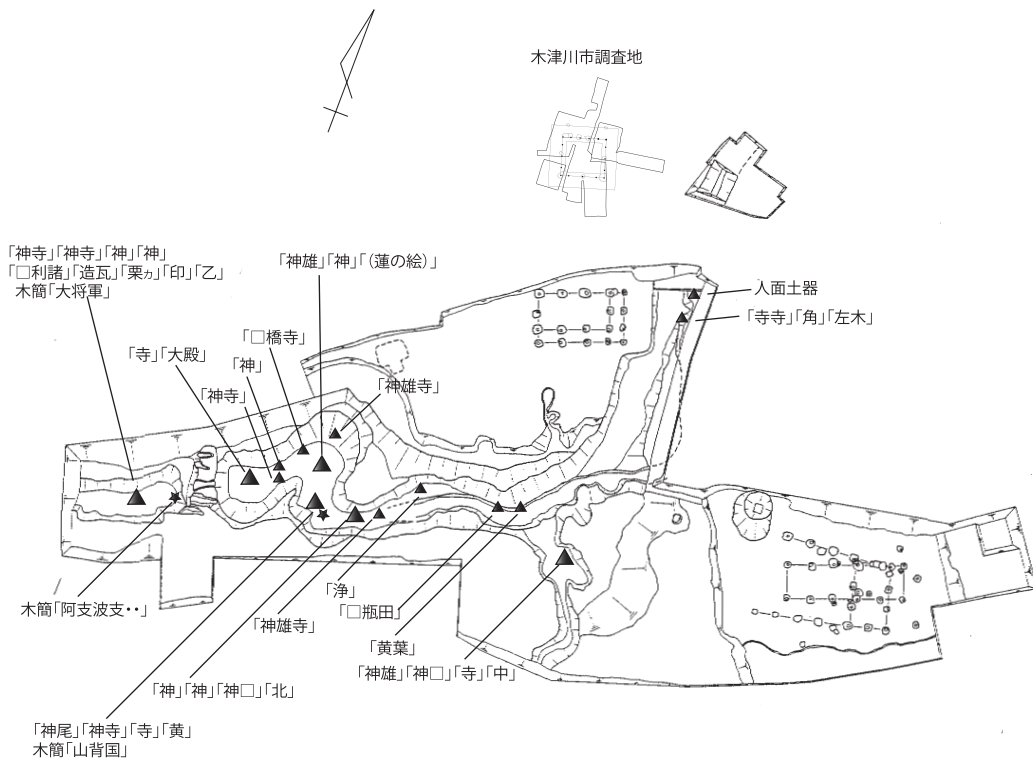 木津川市調査地
「神寺」「神寺」「神」「神」
「□利諸」「造瓦」「栗ヵ」「印」「乙」
木簡「大将軍」
「神雄」「神」「(蓮の絵)」
人面土器
「寺寺」「角」「左木」
「□橋寺」
「寺」「大殿」
「神」
「神雄寺」
「神寺」
木簡「阿支波支・・」
「浄」
「□瓶田」
「神雄寺」
「黄葉」
「神雄」「神□」「寺」「中」
「神」「神」「神□」「北」
「神尾」「神寺」「寺」「黄」
木簡「山背国」